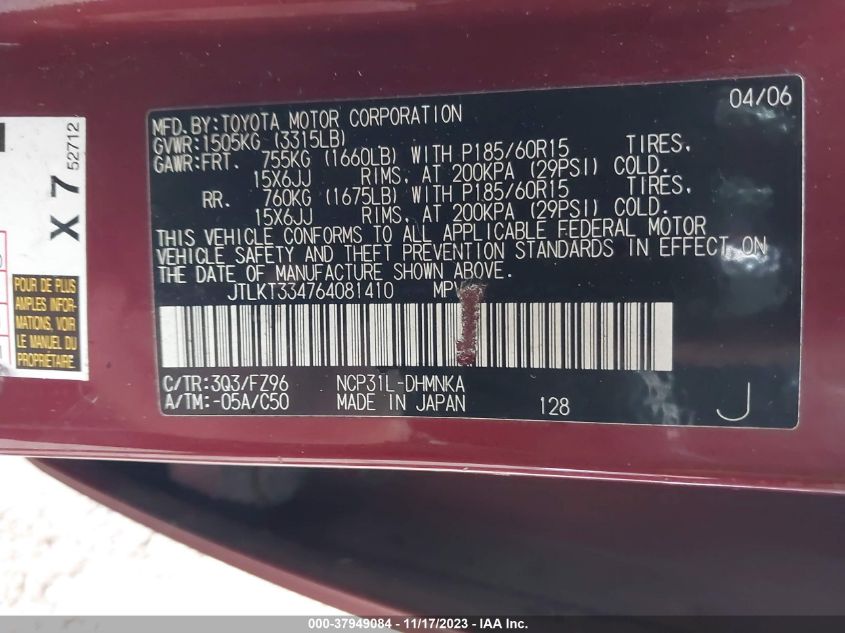 04/06
MFD. BY:TOYOTA MOTOR CORPORATION
GVWR:1505KG (3315LB)
GAWR:FRT. 755KG (1660LB) WITH P185/60R15 TIRES,
15X6JJ RIMS, AT 200KPA (29PSI) COLD.
RR. 760KG (1675LB) WITH P185/60R15 TIRES,
15X6JJ RIMS, AT 200KPA (29PSI) COLD.
THIS VEHICLE CONFORMS TO ALL APPLICABLE FEDERAL MOTOR
VEHICLE SAFETY AND THEFT PREVENTION STANDARDS IN EFFECT ON
THE DATE OF MANUFACTURE SHOWN ABOVE.
JTLKT334764081410 MPV
C/TR:3Q3/FZ96 NCP31L-DHMNKA
A/TM:-05A/C50 MADE IN JAPAN 128 J
X 7
52712
POUR DE PLUS
AMPLES INFOS,
VOIR
LE MANUEL DU
PROPRIÉTAIRE.
000-37949084 - 11/17/2023 - IAA Inc.